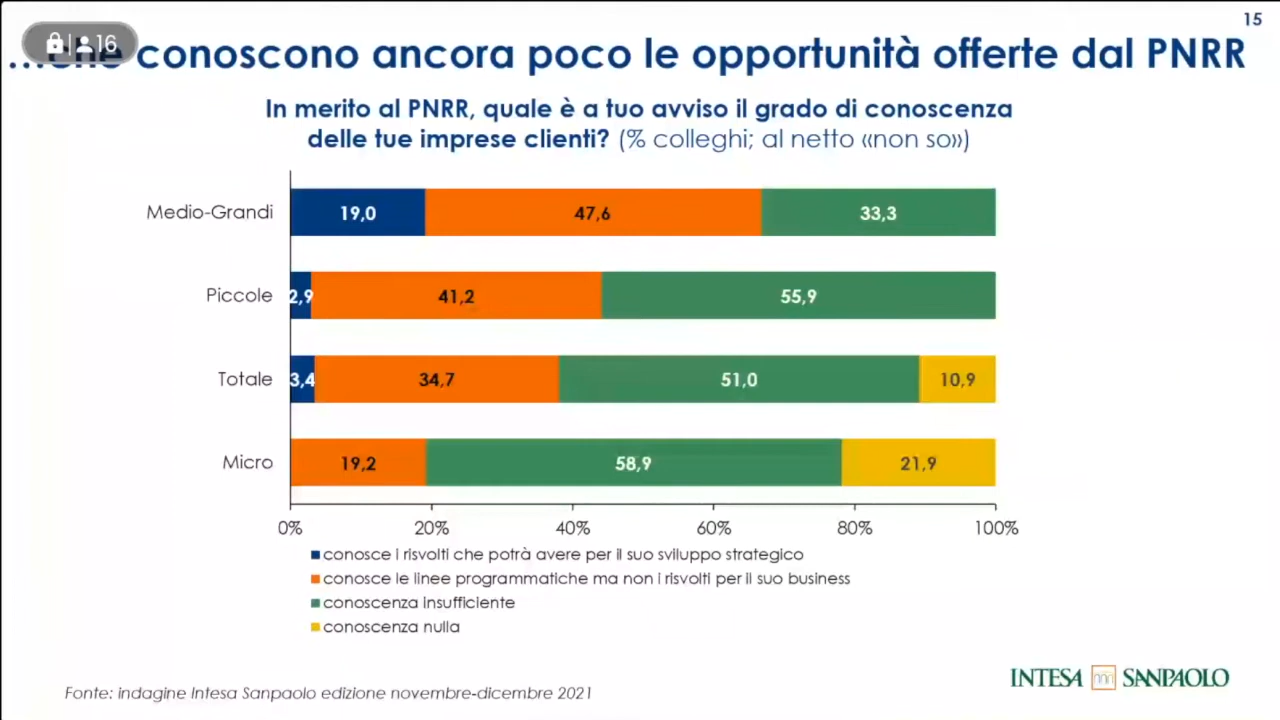 15
16
...che conoscono ancora poco le opportunità offerte dal PNRR
In merito al PNRR, quale è a tuo avviso il grado di conoscenza
delle tue imprese clienti? (% colleghi; al netto «non so»)
Medio-Grandi 19,0 47,6 33,3
Piccole 2,9 41,2 55,9
Totale 3,4 34,7 51,0 10,9
Micro 19,2 58,9 21,9
0% 20% 40% 60% 80% 100%
conosce i risvolti che potrà avere per il suo sviluppo strategico
conosce le linee programmatiche ma non i risvolti per il suo business
conoscenza insufficiente
conoscenza nulla
Fonte: indagine Intesa Sanpaolo edizione novembre-dicembre 2021
INTESA SANPAOLO